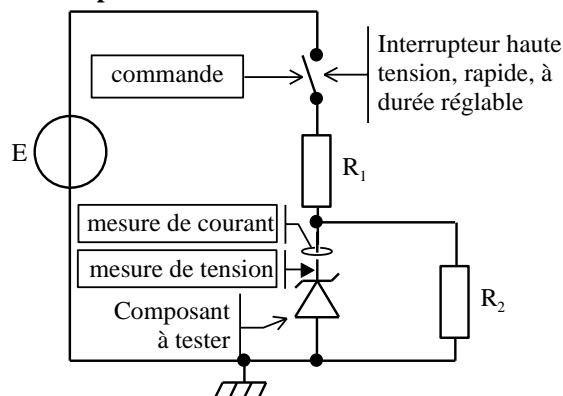 commande
Interrupteur haute
tension, rapide, à
durée réglable
E
R₁
mesure de courant
mesure de tension
Composant
à tester
R₂